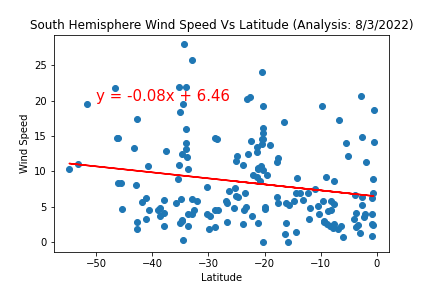 South Hemisphere Wind Speed Vs Latitude (Analysis: 8/3/2022)
25
20
15
10
5
0
Wind Speed
y = -0.08x + 6.46
−50 −40 −30 −20 −10 0
Latitude